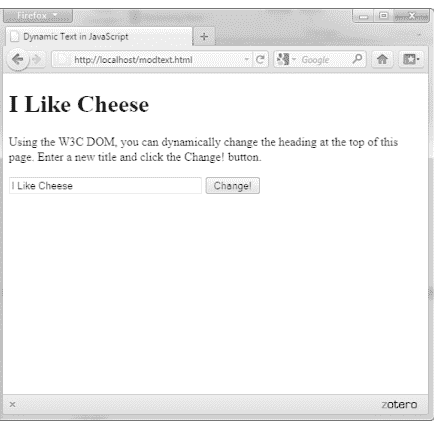 Firefox
Dynamic Text in JavaScript
http://localhost/modtext.html
Google
I Like Cheese
Using the W3C DOM, you can dynamically change the heading at the top of this
page. Enter a new title and click the Change! button.
I Like Cheese
Change!
zotero